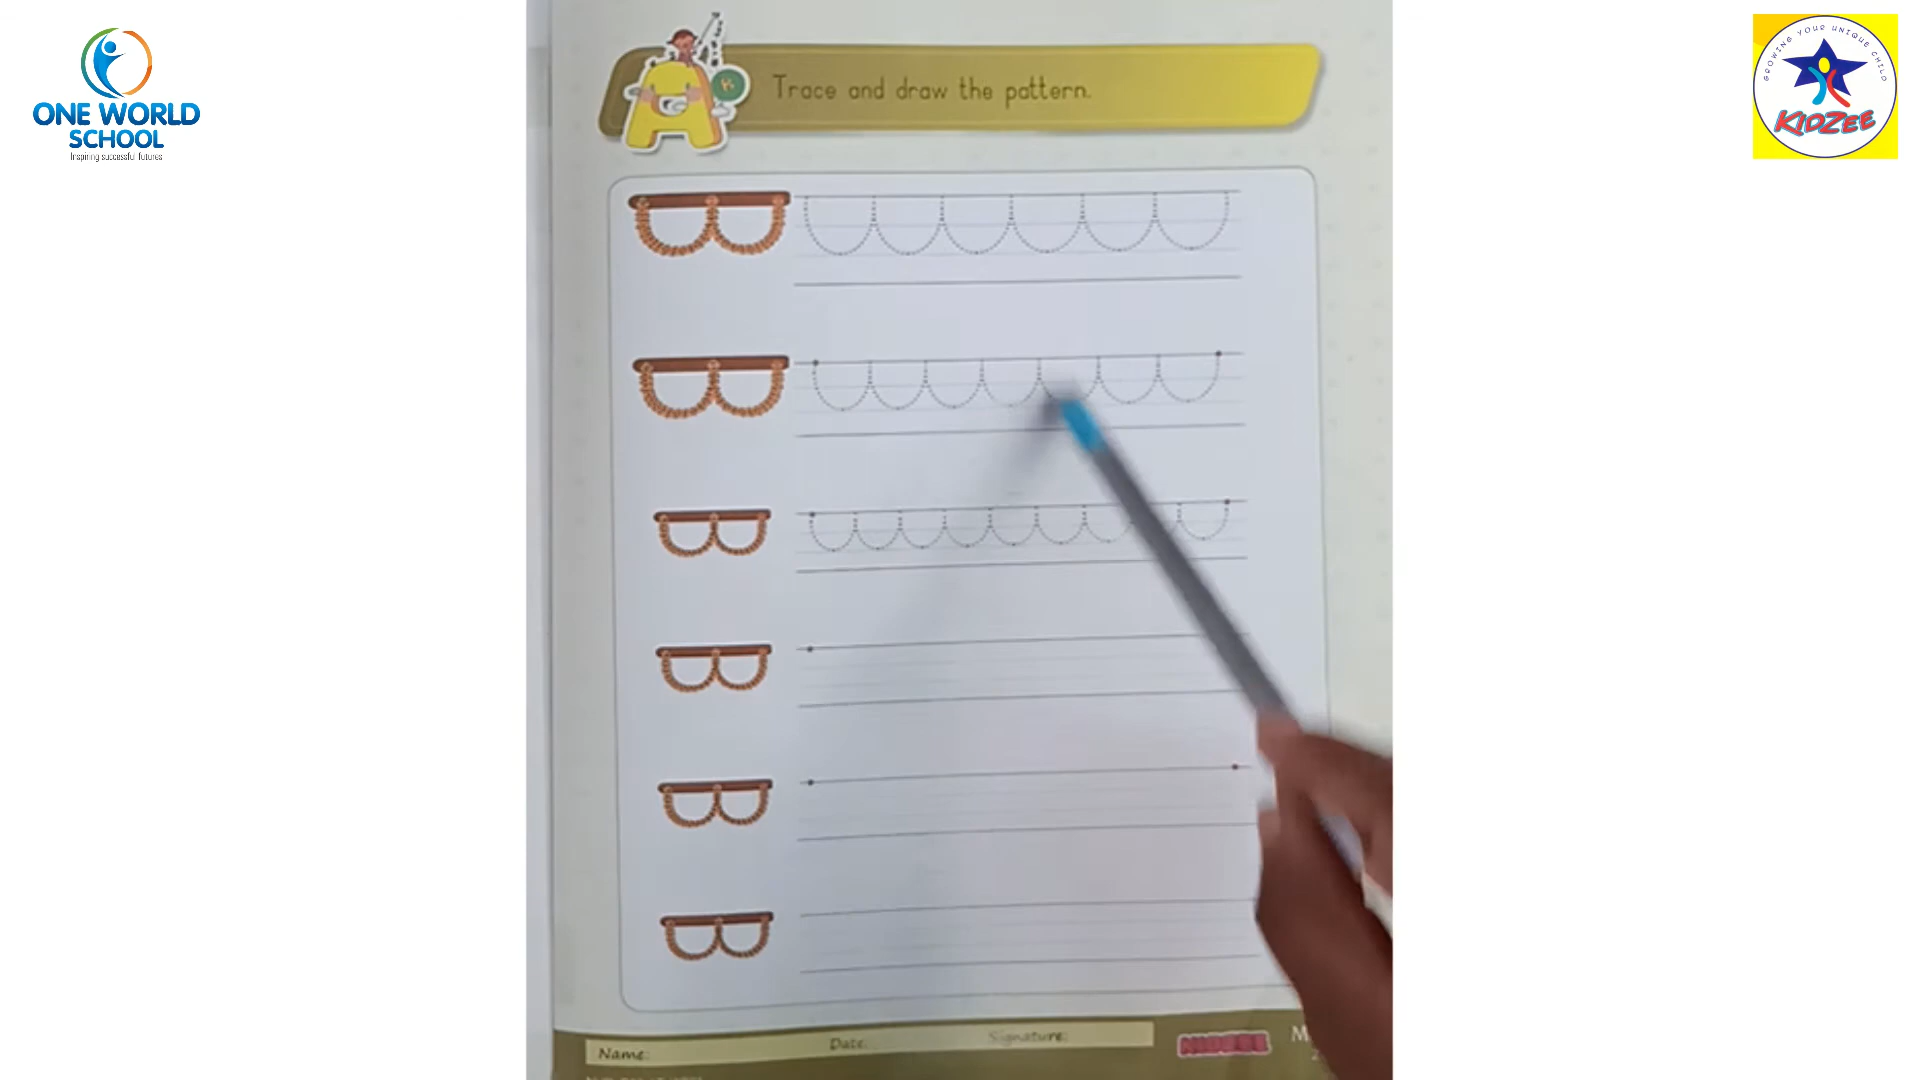 ONE WORLD
SCHOOL
Inspiring successful futures
GROWING YOUR UNIQUE CHILD
KIDZEE
Trace and draw the pattern.
Name:
Date:
Signature: